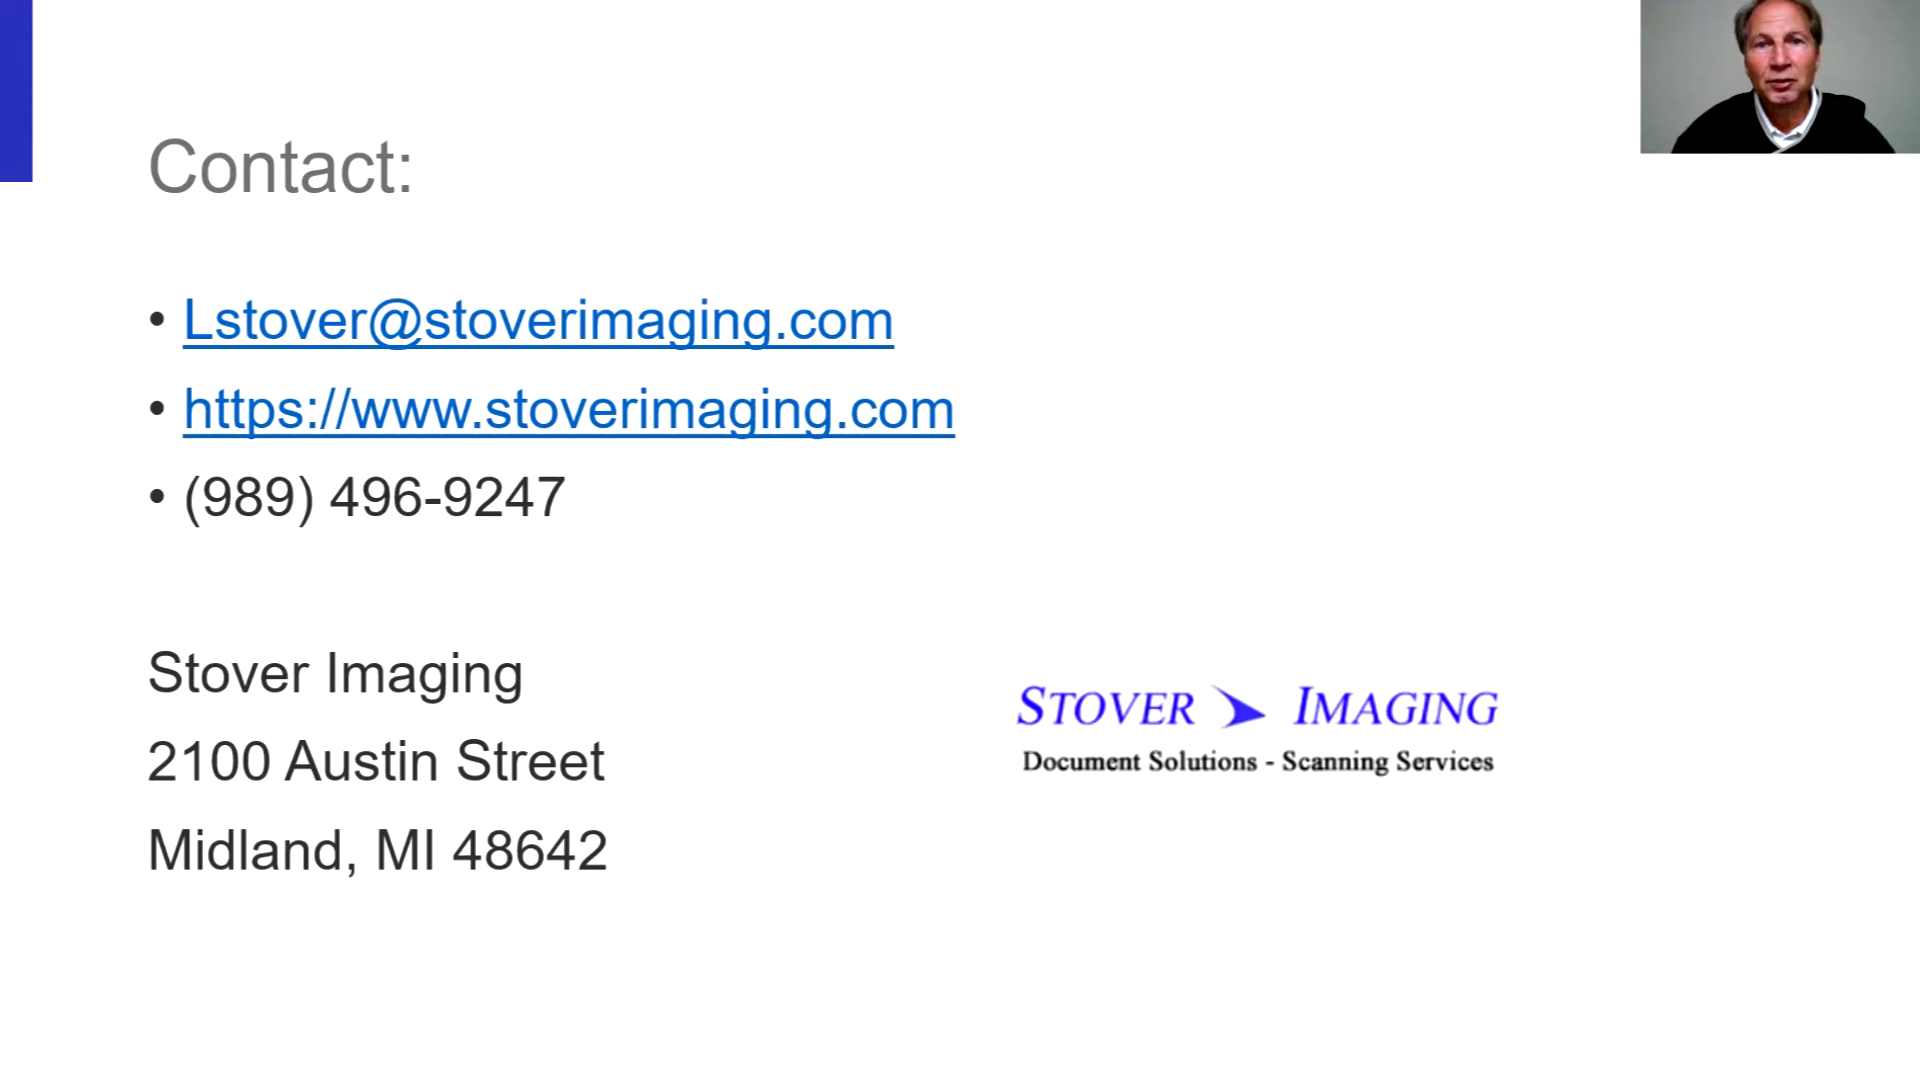 Contact:
• Lstover@stoverimaging.com
• https://www.stoverimaging.com
• (989) 496-9247
Stover Imaging
2100 Austin Street
Midland, MI 48642
STOVER IMAGING
Document Solutions - Scanning Services